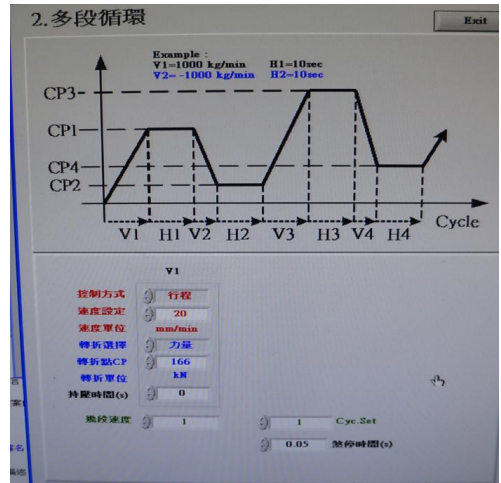 2.多段循環
Exit
Example :
V1=1000 kg/min H1=10sec
V2= -1000 kg/min H2=10sec
CP3
CP1
CP4
CP2
Cycle
V1 H1 V2 H2 V3 H3 V4 H4
V1
控制方式 行程
速度設定 20
速度單位 mm/min
轉折選擇 力量
轉折點CP 166
轉折單位 kN
持壓時間(s) 0
幾段速度 1
1 Cyc.Set
0.05 煞停時間(s)